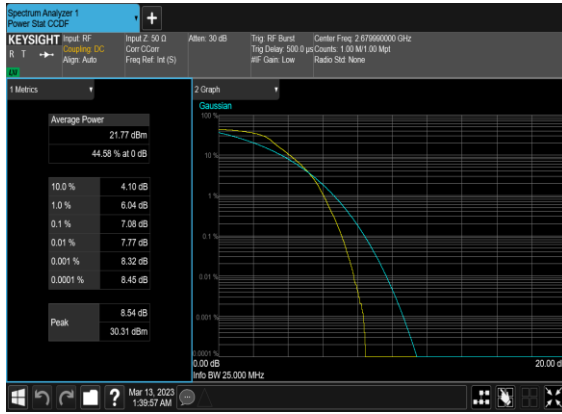 Spectrum Analyzer 1
Power Stat CCDF
+
KEYSIGHT
R T
LU
Input: RF
Coupling: DC
Align: Auto
Input Z: 50 Ω
Corr CCorr
Freq Ref: Int (S)
Atten: 30 dB
Trig: RF Burst
Trig Delay: 500.0 µs
#IF Gain: Low
Center Freq: 2.679990000 GHz
Counts: 1.00 M/1.00 Mpt
Radio Std: None
1 Metrics
Average Power
21.77 dBm
44.58 % at 0 dB
10.0 % 4.10 dB
1.0 % 6.04 dB
0.1 % 7.08 dB
0.01 % 7.77 dB
0.001 % 8.32 dB
0.0001 % 8.45 dB
Peak
8.54 dB
30.31 dBm
2 Graph
Gaussian
100 %
10 %
1 %
0.1 %
0.01 %
0.001 %
0.0001 %
0.00 dB
20.00 dB
Info BW 25.000 MHz
?
Mar 13, 2023
1:39:57 AM